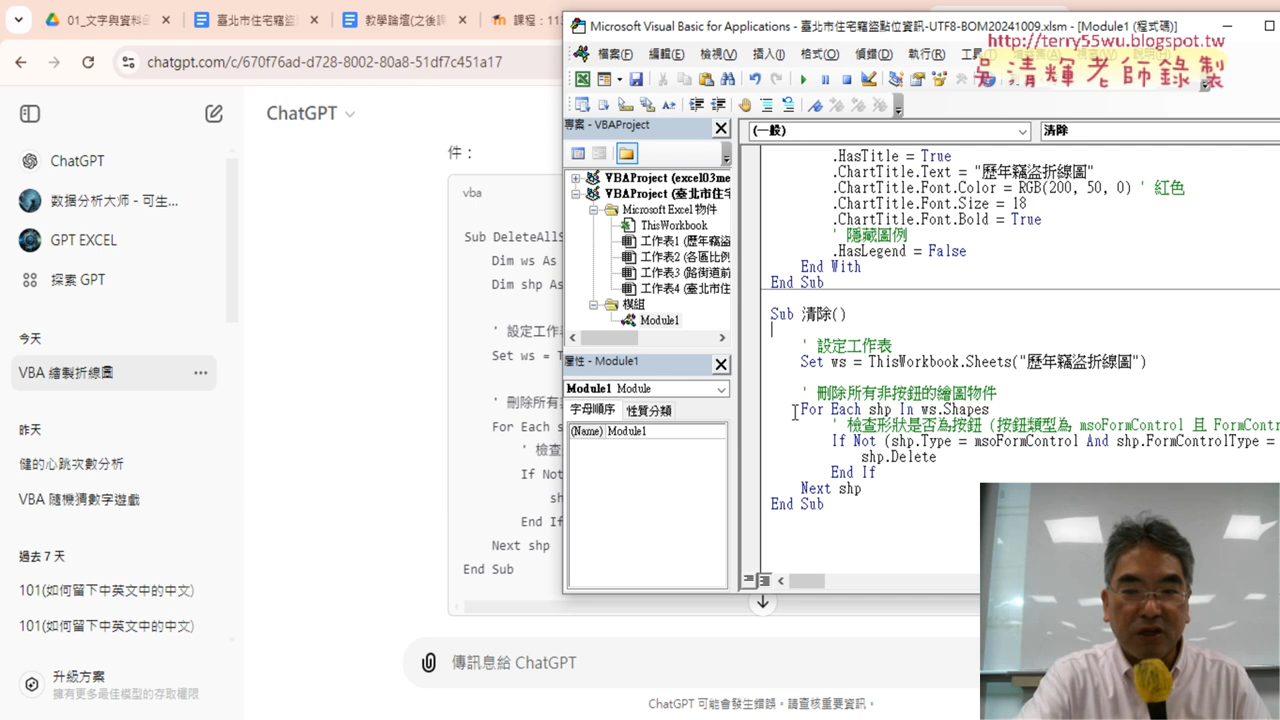 01_文字與資料
臺北市住宅竊盜
教學論壇(之後課
課程：113
chatgpt.com/c/670f76ad-d728-8002-86b5-51df7c451a17
Microsoft Visual Basic for Applications - 臺北市住宅竊盜點位資訊-UTF8-BOM20241009.xlsm - [Module1 (程式碼)]
http://terry55wu.blogspot.tw
吳清輝老師錄製
檔案(F) 編輯(E) 檢視(V) 插入(I) 格式(O) 偵錯(D) 執行(R)
ChatGPT
ChatGPT
数据分析大师 - 可生...
GPT EXCEL
探索 GPT
今天
VBA 繪製折線圖
昨天
健的心跳次數分析
VBA 隨機猜數字遊戲
過去 7 天
101(如何留下中英文中的中文)
101(如何留下中英文中的中文)
升級方案
擁有更多最佳模型的存取權限
件：
vba
Sub DeleteAllS
Dim ws As
Dim shp As
' 設定工作
Set ws = T
' 刪除所有
For Each s
' 檢查
If Not
sh
End If
Next shp
End Sub
傳訊息給 ChatGPT
ChatGPT 可能會發生錯誤。請查核重要資訊。
專案 - VBAProject
VBAProject (excel03me
VBAProject (臺北市住宅
Microsoft Excel 物件
ThisWorkbook
工作表1 (歷年竊盜
工作表2 (各區比例
工作表3 (路街道前
工作表4 (臺北市住
模組
Module1
屬性 - Module1
Module1 Module
字母順序 性質分類
(Name) Module1
(一般)
清除
.HasTitle = True
.ChartTitle.Text = "歷年竊盜折線圖"
.ChartTitle.Font.Color = RGB(200, 50, 0) ' 紅色
.ChartTitle.Font.Size = 18
.ChartTitle.Font.Bold = True
' 隱藏圖例
.HasLegend = False
End With
End Sub
Sub 清除()
' 設定工作表
Set ws = ThisWorkbook.Sheets("歷年竊盜折線圖")
' 刪除所有非按鈕的繪圖物件
For Each shp In ws.Shapes
' 檢查形狀是否為按鈕 (按鈕類型為 msoFormControl 且 FormCont
If Not (shp.Type = msoFormControl And shp.FormControlType =
shp.Delete
End If
Next shp
End Sub